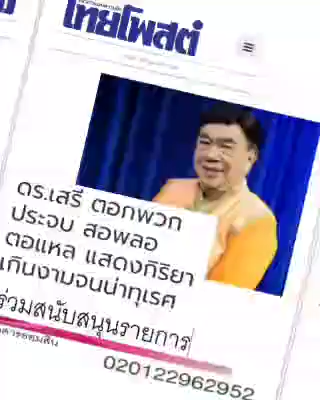 ไทยโพสต์
ดร.เสรี ตอกพวก
ประจบ สอพลอ
ตอแหล แสดงกิริยา
เกินงามจนน่าทุเรศ
ร่วมสนับสนุนรายการ
020122962952